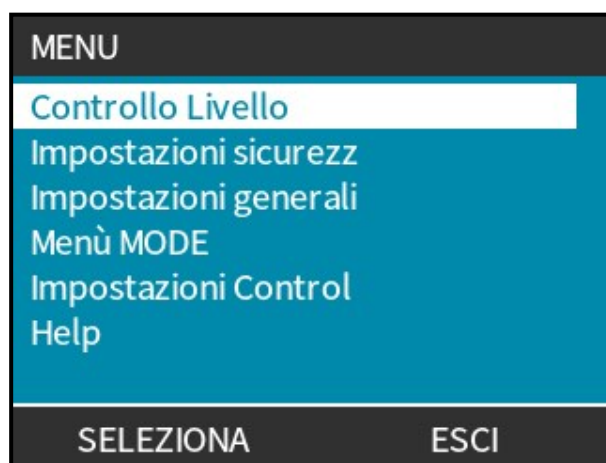 MENU
Controllo Livello
Impostazioni sicurezz
Impostazioni generali
Menù MODE
Impostazioni Control
Help
SELEZIONA ESCI